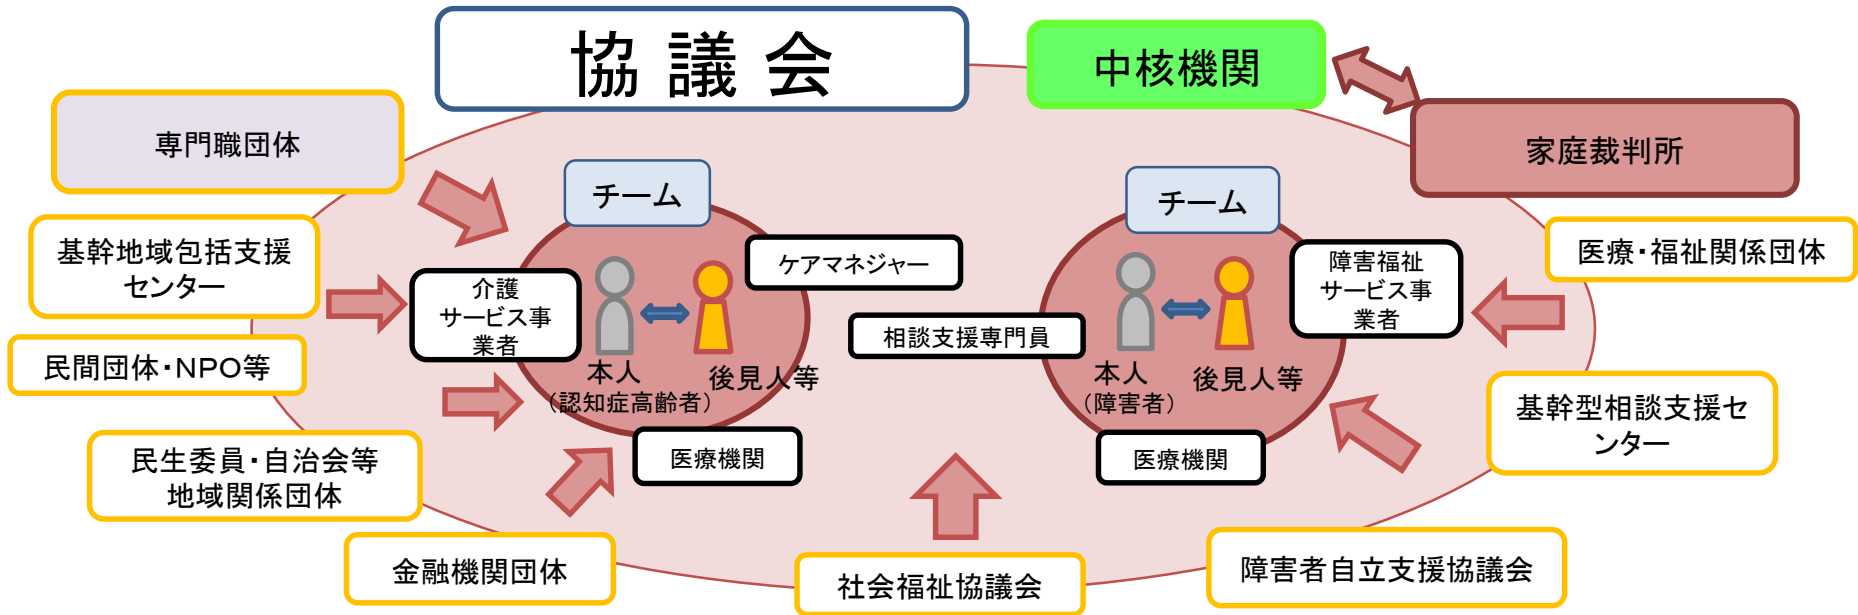 協 議 会
中核機関
専門職団体
家庭裁判所
チーム
チーム
基幹地域包括支援
センター
ケアマネジャー
医療・福祉関係団体
介護
サービス事
業者
障害福祉
サービス事
業者
相談支援専門員
民間団体・NPO等
本人
(認知症高齢者)
後見人等
本人
(障害者)
後見人等
基幹型相談支援セ
ンター
民生委員・自治会等
地域関係団体
医療機関
医療機関
金融機関団体
社会福祉協議会
障害者自立支援協議会